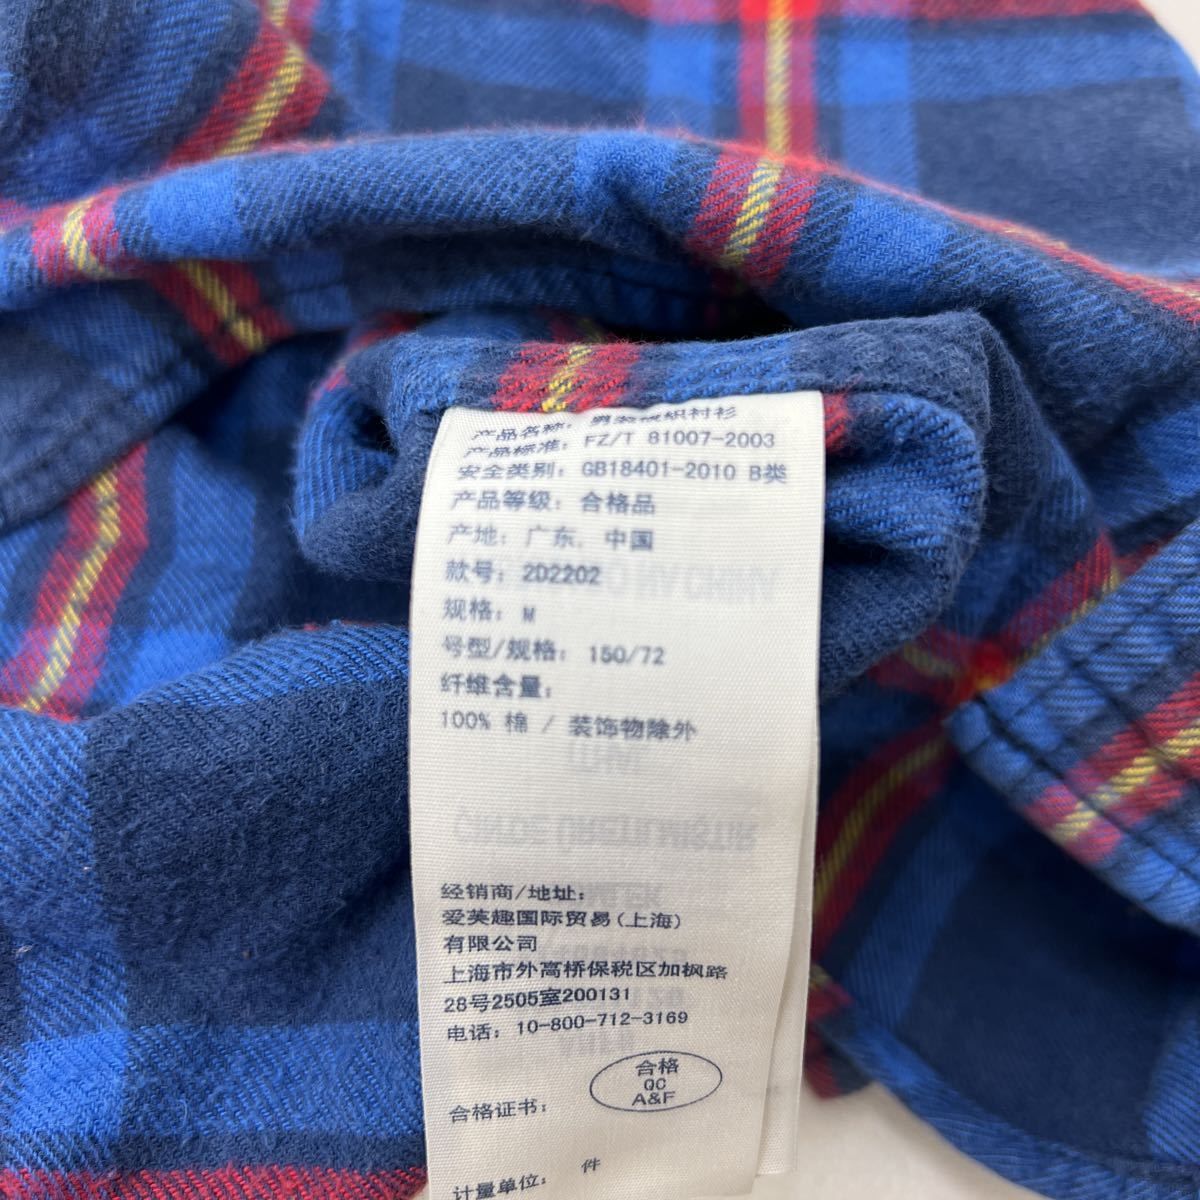 产品名称: 男装梭织衬衫
产品标准: FZ/T 81007-2003
安全类别: GB18401-2010 B类
产品等级: 合格品
产地: 广东, 中国
款号: 2D2202
规格: M
号型/规格: 150/72
纤维含量:
100% 棉 / 装饰物除外
经销商/地址:
爱芙趣国际贸易(上海)
有限公司
上海市外高桥保税区加枫路
28号2505室200131
电话: 10-800-712-3169
合格
QC
A&F
合格证书:
计量单位: 件